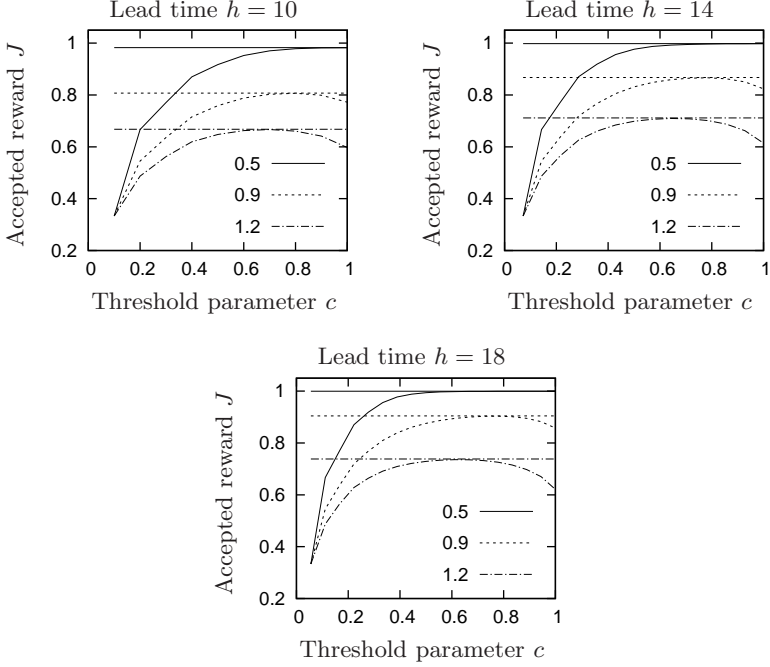 Lead time h = 10
Accepted reward J
1
0.8
0.6
0.4
0.2
0.5
0.9
1.2
0 0.2 0.4 0.6 0.8 1
Threshold parameter c
Lead time h = 14
Accepted reward J
1
0.8
0.6
0.4
0.2
0.5
0.9
1.2
0 0.2 0.4 0.6 0.8 1
Threshold parameter c
Lead time h = 18
Accepted reward J
1
0.8
0.6
0.4
0.2
0.5
0.9
1.2
0 0.2 0.4 0.6 0.8 1
Threshold parameter c